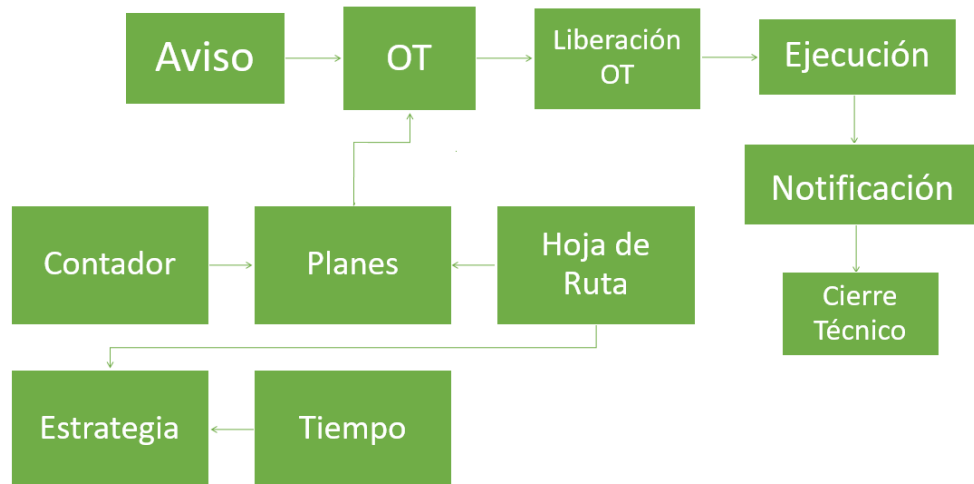 Aviso
OT
Liberación
OT
Ejecución
Notificación
Contador
Planes
Hoja de
Ruta
Cierre
Técnico
Estrategia
Tiempo